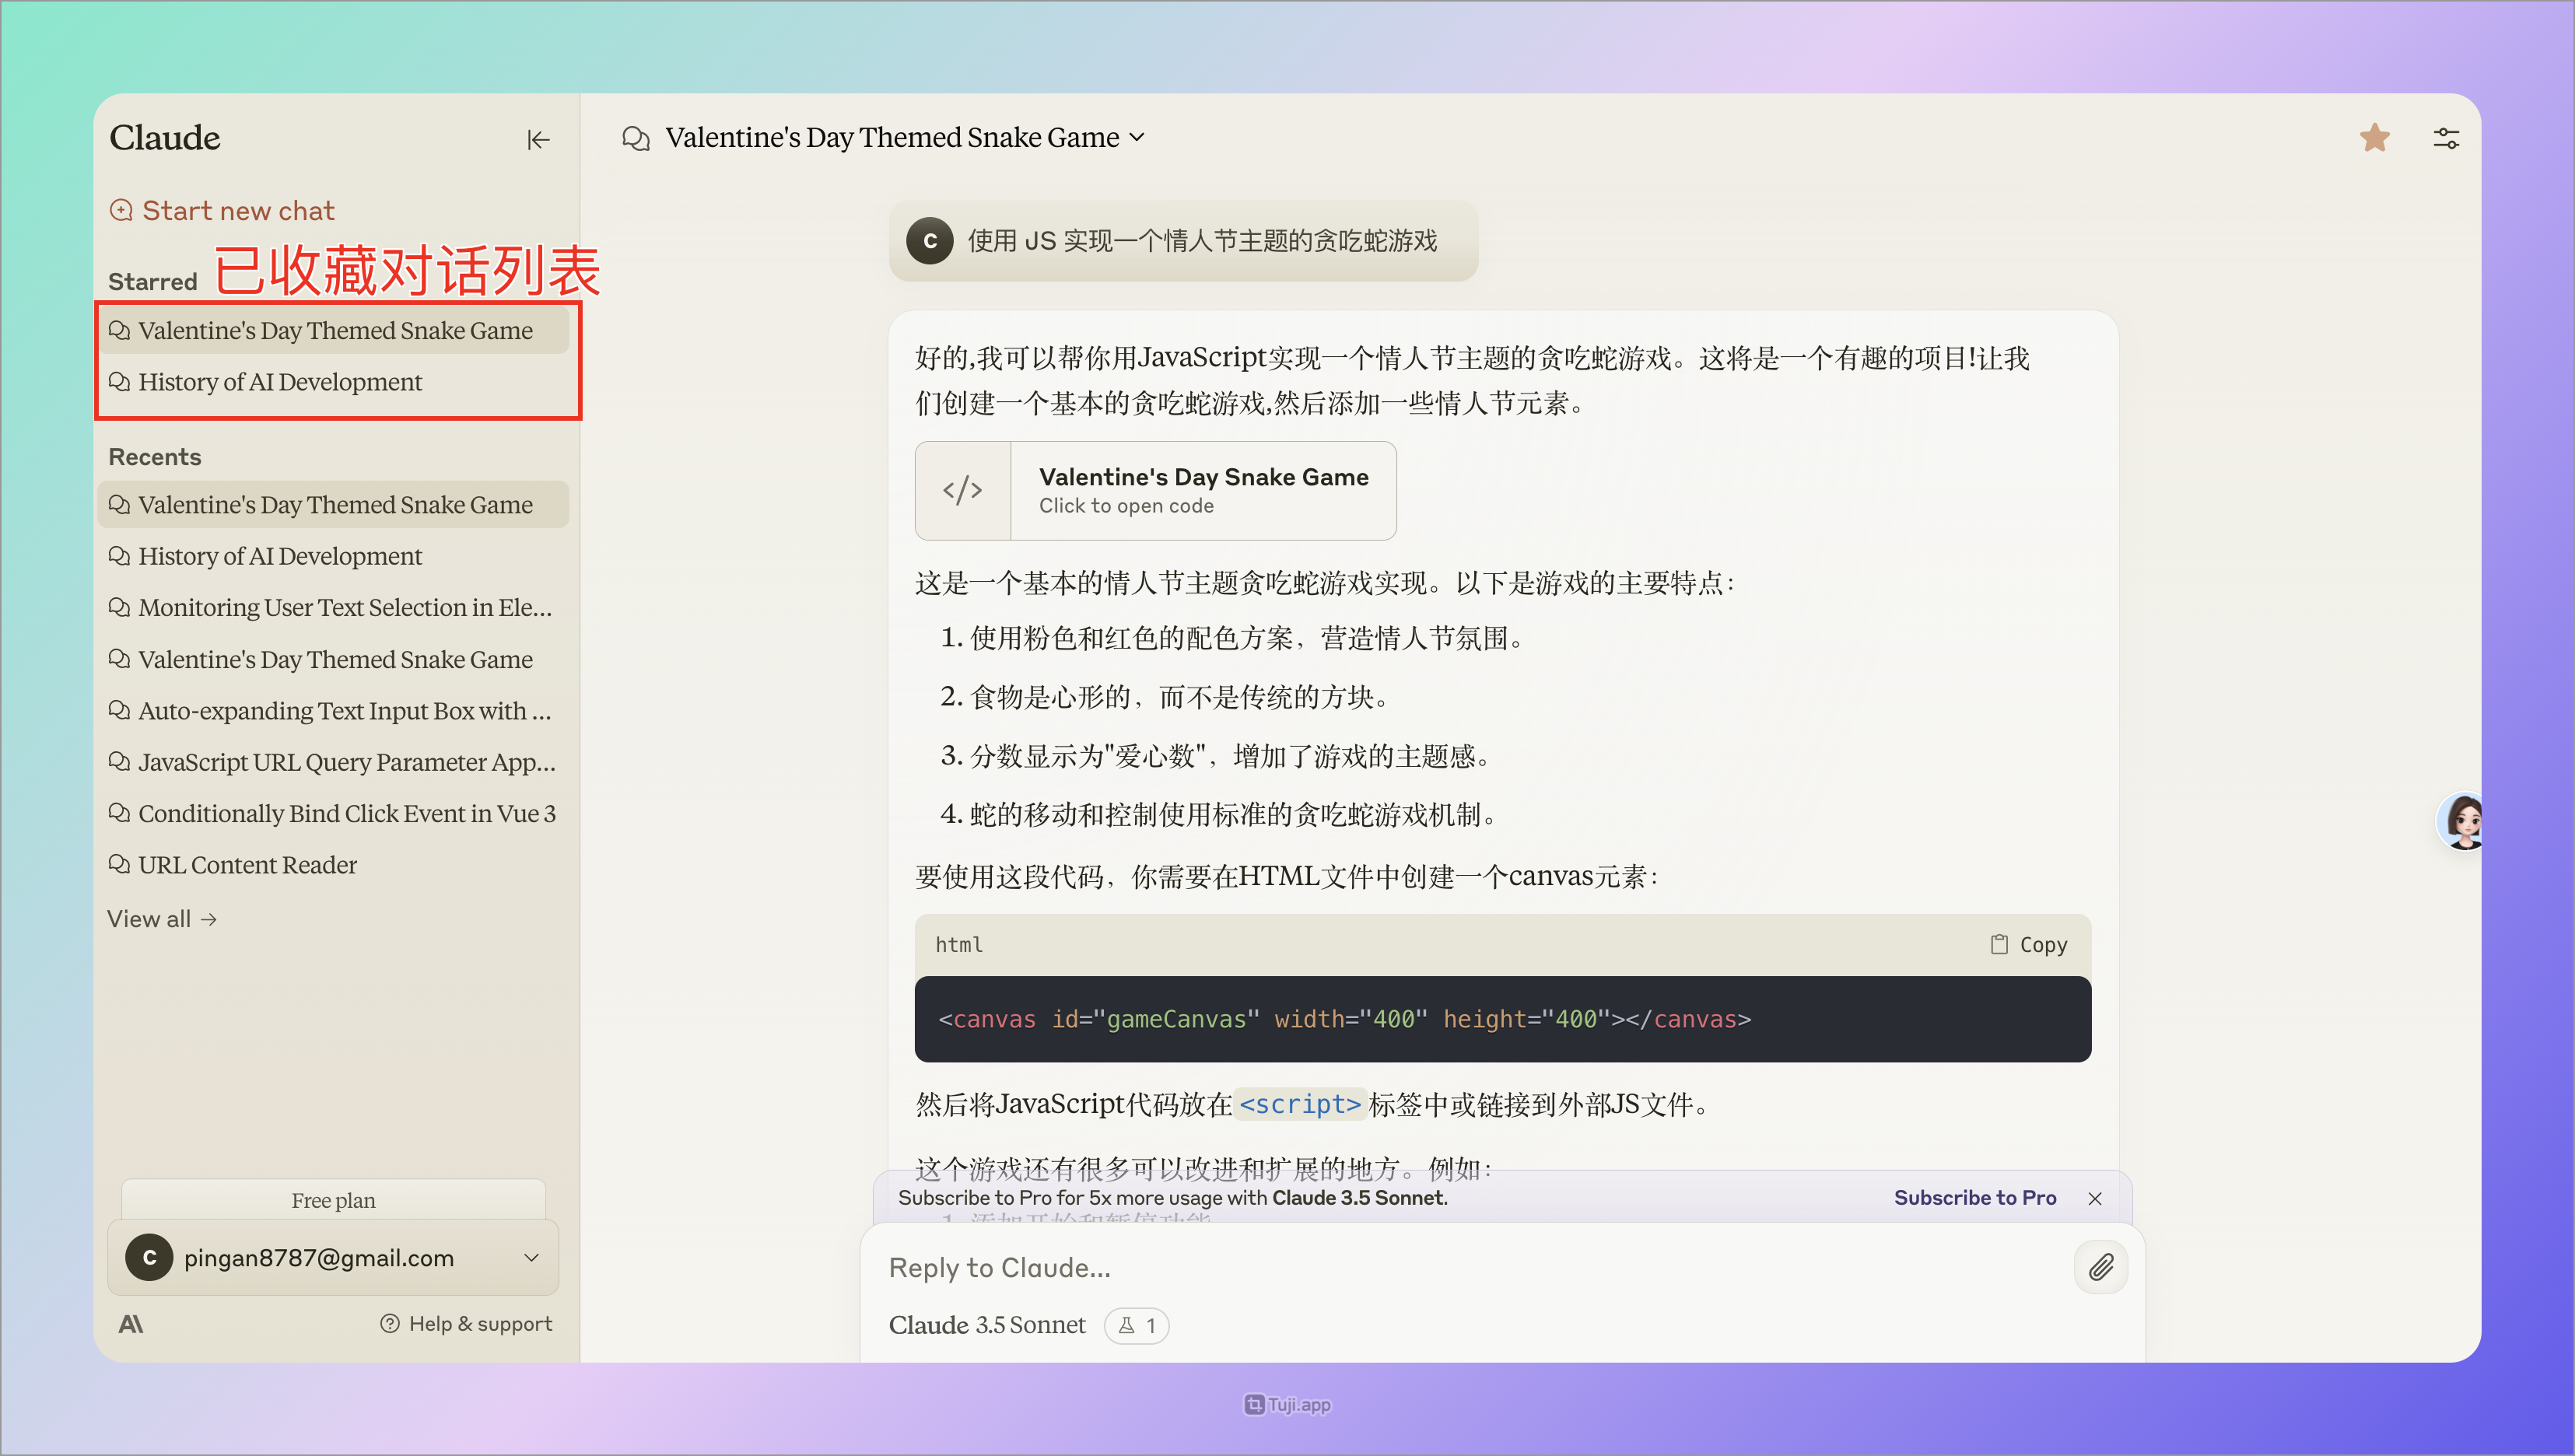 Claude
Start new chat
Starred
已收藏对话列表
Valentine's Day Themed Snake Game
History of AI Development
Recents
Valentine's Day Themed Snake Game
History of AI Development
Monitoring User Text Selection in Ele...
Valentine's Day Themed Snake Game
Auto-expanding Text Input Box with ...
JavaScript URL Query Parameter App...
Conditionally Bind Click Event in Vue 3
URL Content Reader
View all →
Free plan
C pingan8787@gmail.com
Help & support
Valentine's Day Themed Snake Game
C 使用 JS 实现一个情人节主题的贪吃蛇游戏
好的,我可以帮你用JavaScript实现一个情人节主题的贪吃蛇游戏。这将是一个有趣的项目!让我
们创建一个基本的贪吃蛇游戏,然后添加一些情人节元素。
</>
Valentine's Day Snake Game
Click to open code
这是一个基本的情人节主题贪吃蛇游戏实现。以下是游戏的主要特点：
1. 使用粉色和红色的配色方案，营造情人节氛围。
2. 食物是心形的，而不是传统的方块。
3. 分数显示为"爱心数"，增加了游戏的主题感。
4. 蛇的移动和控制使用标准的贪吃蛇游戏机制。
要使用这段代码，你需要在HTML文件中创建一个canvas元素：
html
Copy
<canvas id="gameCanvas" width="400" height="400"></canvas>
然后将JavaScript代码放在<script>标签中或链接到外部JS文件。
这个游戏还有很多可以改进和扩展的地方。例如：
Subscribe to Pro for 5x more usage with Claude 3.5 Sonnet.
Subscribe to Pro
1. 添加开始和暂停功能
Reply to Claude...
Claude 3.5 Sonnet
1
Tuji.app